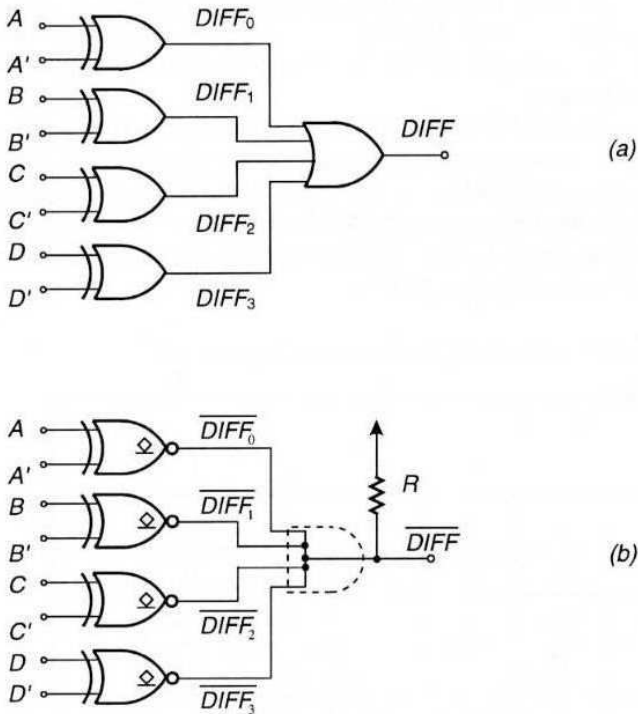 A
DIFF₀
A'
B
DIFF₁
DIFF
B'
(a)
C
C'
DIFF₂
D
D'
DIFF₃
A
DIFF₀
A'
R
B
DIFF₁
DIFF
B'
(b)
C
C'
DIFF₂
D
D'
DIFF₃